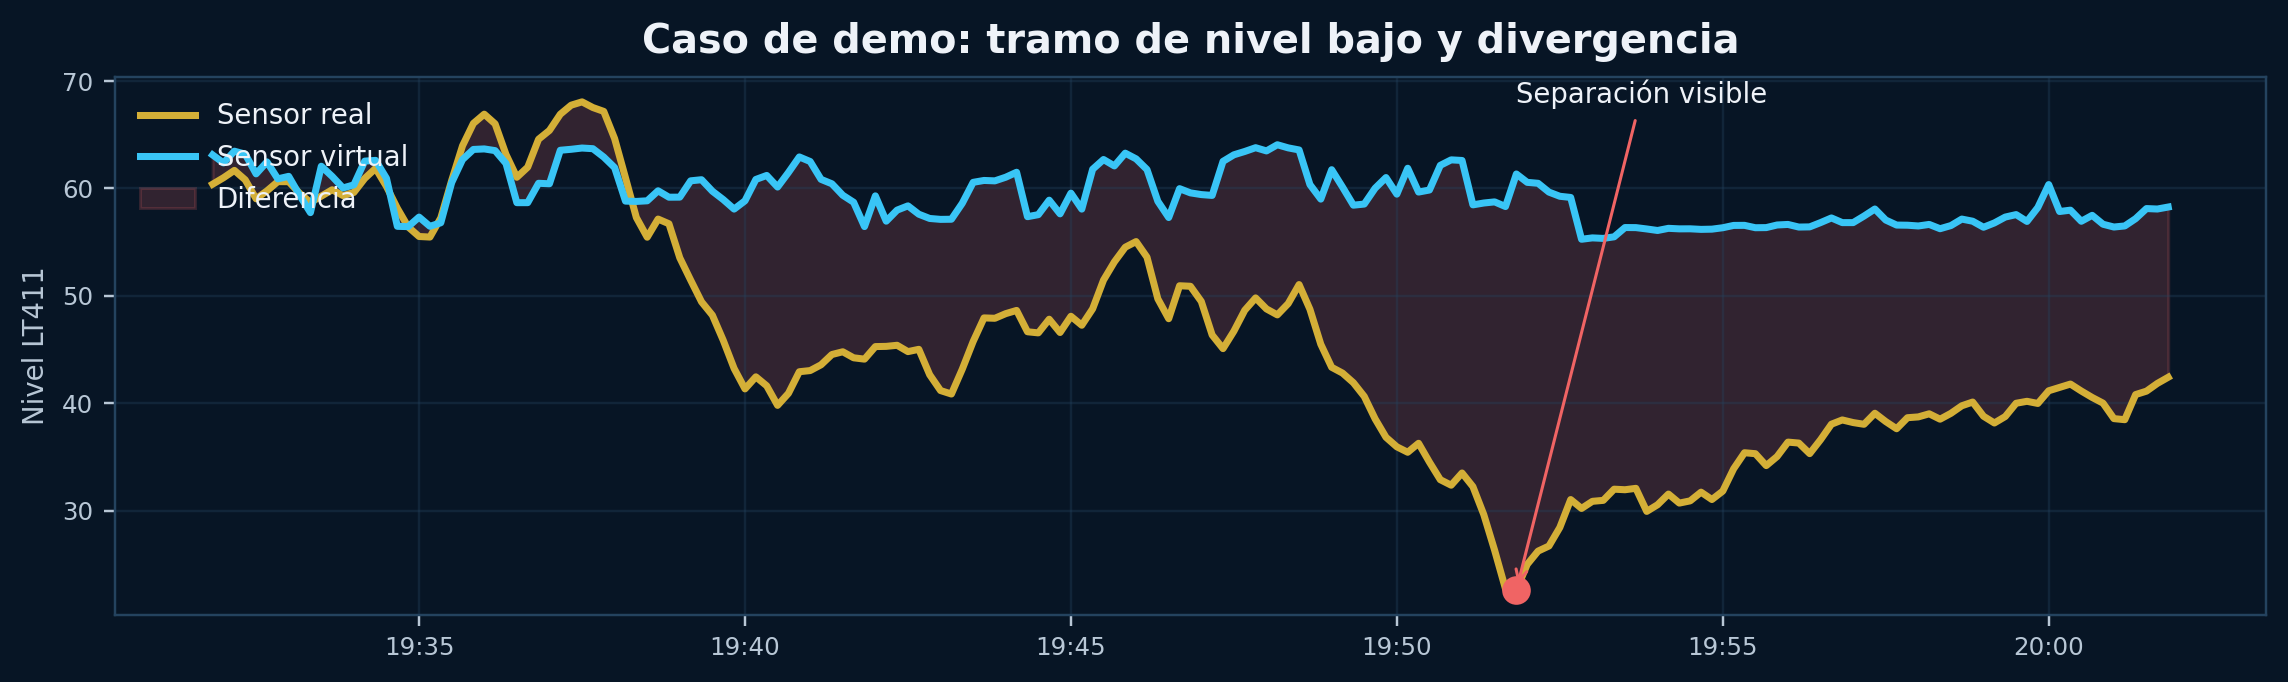 Caso de demo: tramo de nivel bajo y divergencia
Separación visible
Sensor real
Sensor virtual
Diferencia
Nivel LT411
70
60
50
40
30
19:35
19:40
19:45
19:50
19:55
20:00